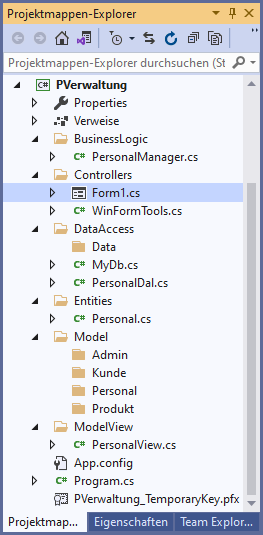 Projektmappen-Explorer
Projektmappen-Explorer durchsuchen (St
C# PVerwaltung
Properties
Verweise
BusinessLogic
C# PersonalManager.cs
Controllers
Form1.cs
C# WinFormTools.cs
DataAccess
Data
C# MyDb.cs
C# PersonalDal.cs
Entities
C# Personal.cs
Model
Admin
Kunde
Personal
Produkt
ModelView
C# PersonalView.cs
App.config
C# Program.cs
PVerwaltung_TemporaryKey.pfx
Projektmap... Eigenschaften Team Explor...